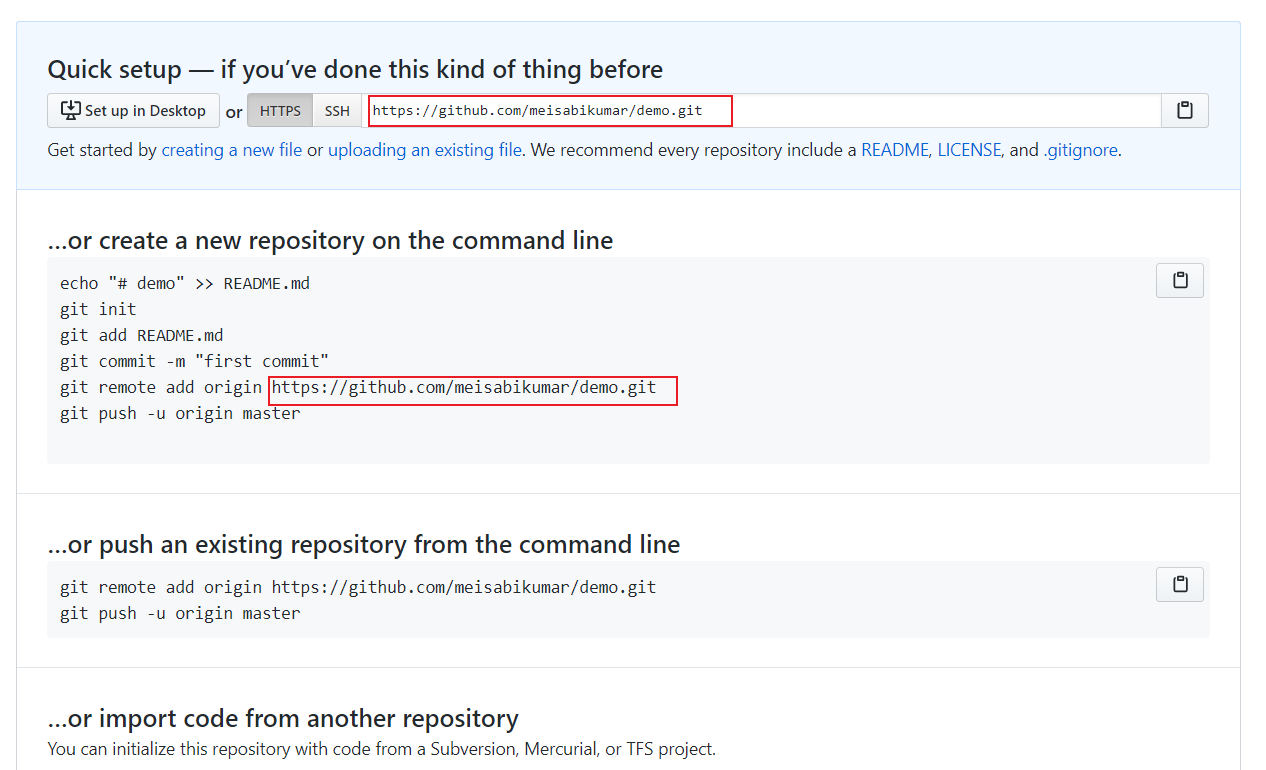 Quick setup — if you’ve done this kind of thing before
Set up in Desktop or HTTPS SSH https://github.com/meisabikumar/demo.git
Get started by creating a new file or uploading an existing file. We recommend every repository include a README, LICENSE, and .gitignore.
…or create a new repository on the command line
echo "# demo" >> README.md
git init
git add README.md
git commit -m "first commit"
git remote add origin https://github.com/meisabikumar/demo.git
git push -u origin master
…or push an existing repository from the command line
git remote add origin https://github.com/meisabikumar/demo.git
git push -u origin master
…or import code from another repository
You can initialize this repository with code from a Subversion, Mercurial, or TFS project.